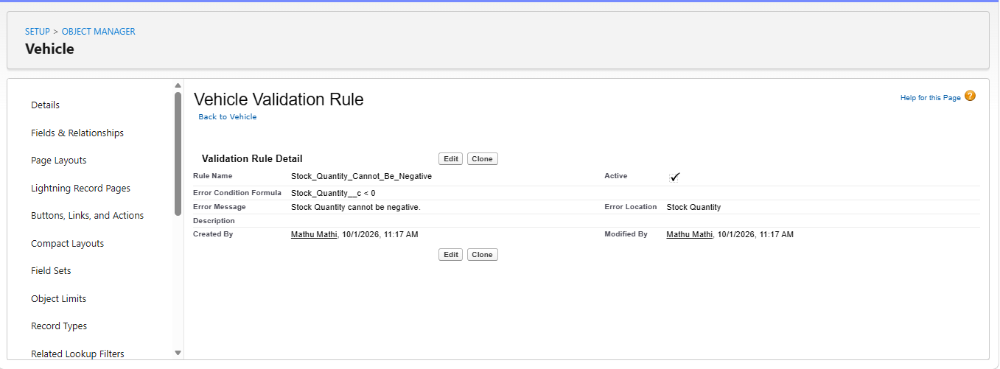 SETUP > OBJECT MANAGER
Vehicle
Details
Fields & Relationships
Page Layouts
Lightning Record Pages
Buttons, Links, and Actions
Compact Layouts
Field Sets
Object Limits
Record Types
Related Lookup Filters
Vehicle Validation Rule
Help for this Page ?
Back to Vehicle
Validation Rule Detail Edit Clone
Rule Name Stock_Quantity_Cannot_Be_Negative Active ✓
Error Condition Formula Stock_Quantity__c < 0
Error Message Stock Quantity cannot be negative. Error Location Stock Quantity
Description
Created By Mathu Mathi, 10/1/2026, 11:17 AM Modified By Mathu Mathi, 10/1/2026, 11:17 AM
Edit Clone